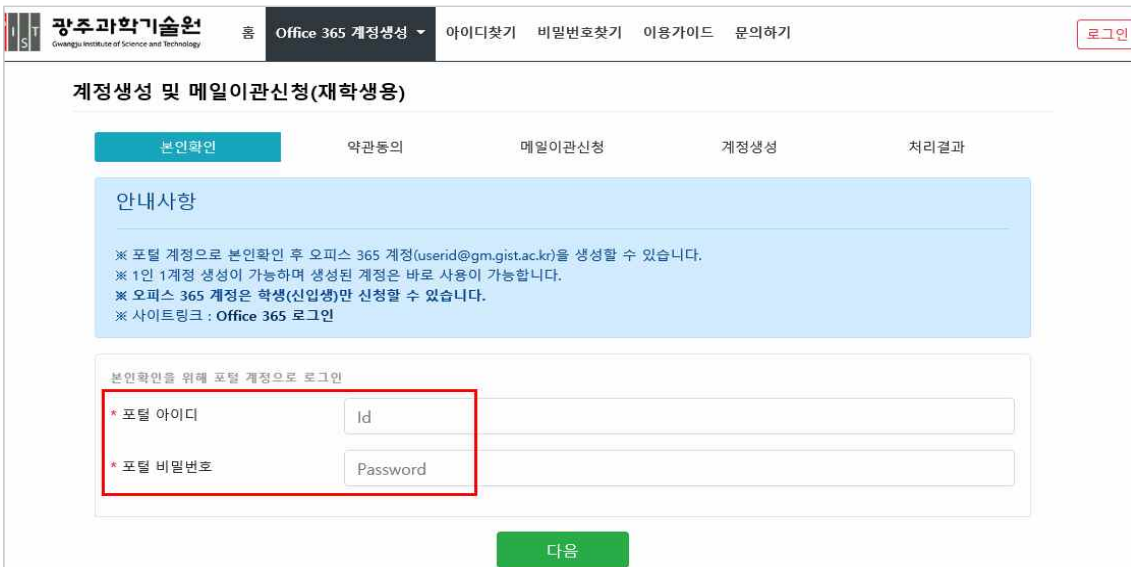 IST 광주과학기술원
Gwangju Institute of Science and Technology
홈 Office 365 계정생성 아이디찾기 비밀번호찾기 이용가이드 문의하기 로그인
계정생성 및 메일이관신청(재학생용)
본인확인 약관동의 메일이관신청 계정생성 처리결과
안내사항
※ 포털 계정으로 본인확인 후 오피스 365 계정(userid@gm.gist.ac.kr)을 생성할 수 있습니다.
※ 1인 1계정 생성이 가능하며 생성된 계정은 바로 사용이 가능합니다.
※ 오피스 365 계정은 학생(신입생)만 신청할 수 있습니다.
※ 사이트링크 : Office 365 로그인
본인확인을 위해 포털 계정으로 로그인
* 포털 아이디 Id
* 포털 비밀번호 Password
다음